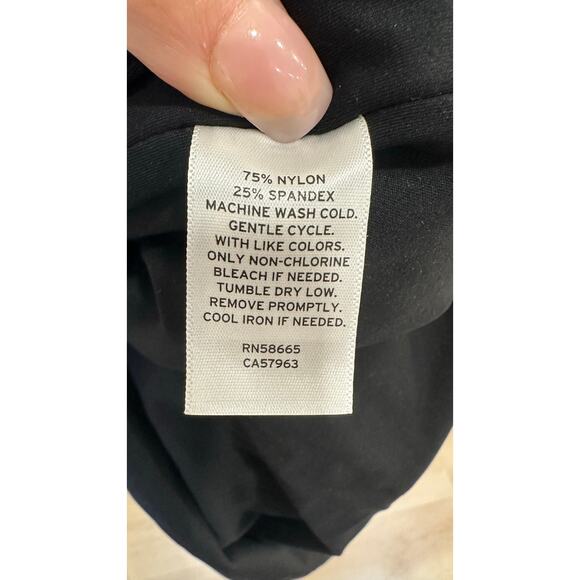 75% NYLON
25% SPANDEX
MACHINE WASH COLD.
GENTLE CYCLE.
WITH LIKE COLORS.
ONLY NON-CHLORINE
BLEACH IF NEEDED.
TUMBLE DRY LOW.
REMOVE PROMPTLY.
COOL IRON IF NEEDED.
RN58665
CA57963